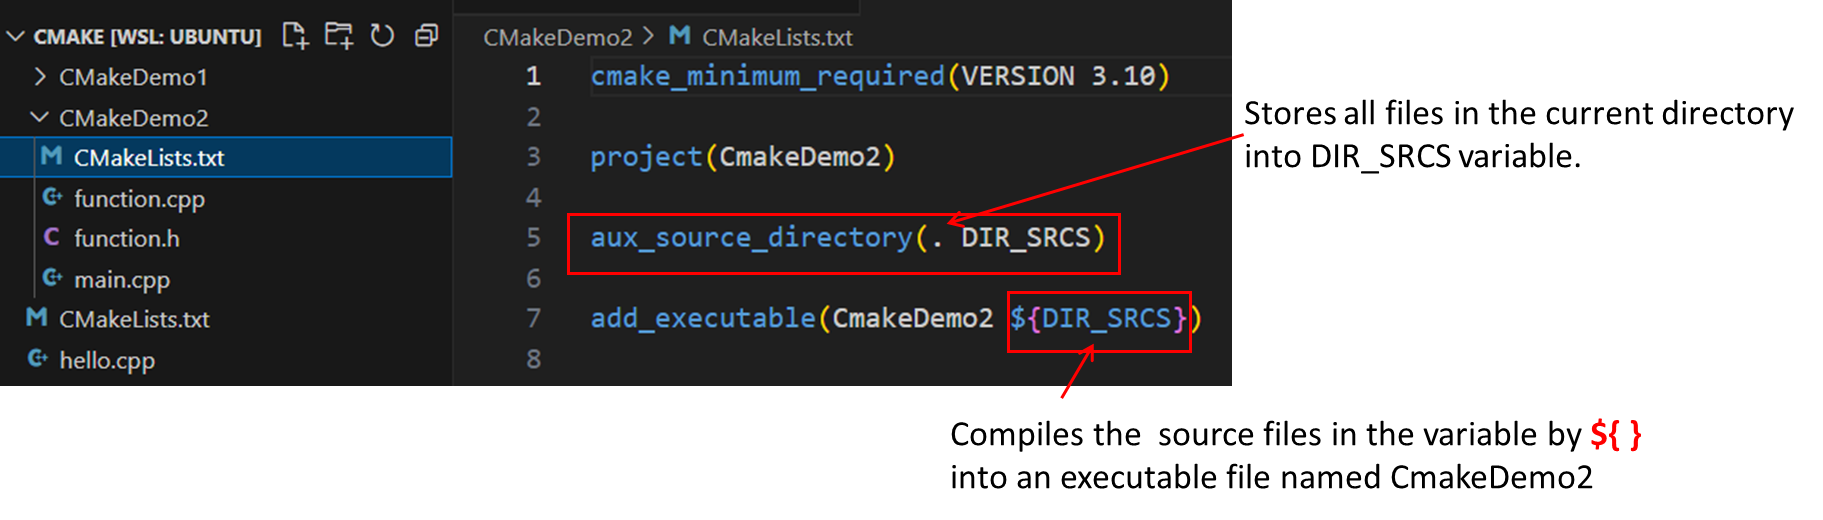 CMAKE [WSL: UBUNTU]
CMakeDemo1
CMakeDemo2
CMakeLists.txt
function.cpp
function.h
main.cpp
CMakeLists.txt
hello.cpp
CMakeDemo2 > CMakeLists.txt
1 cmake_minimum_required(VERSION 3.10)
2
3 project(CmakeDemo2)
4
5 aux_source_directory(. DIR_SRCS)
6
7 add_executable(CmakeDemo2 ${DIR_SRCS})
8
Stores all files in the current directory
into DIR_SRCS variable.
Compiles the source files in the variable by ${ }
into an executable file named CmakeDemo2